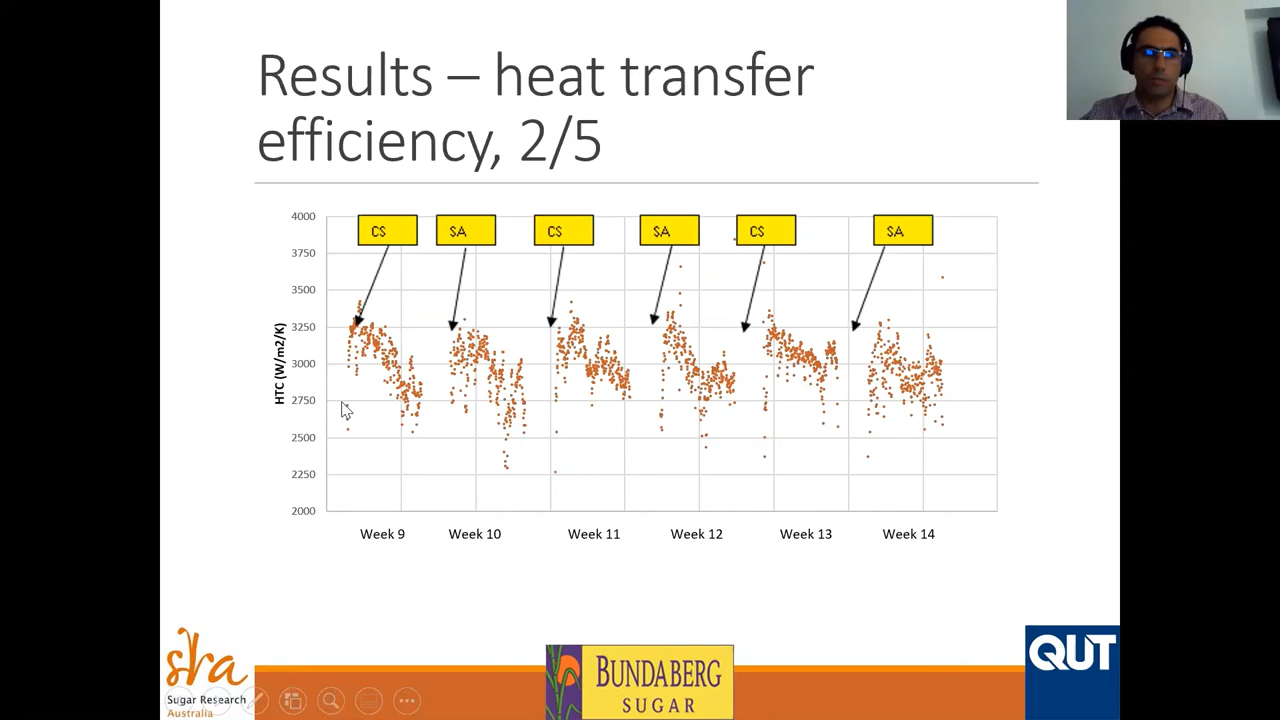 Results – heat transfer
efficiency, 2/5
4000
3750
3500
3250
3000
2750
2500
2250
2000
HTC (W/m2/K)
CS
SA
CS
SA
CS
SA
Week 9
Week 10
Week 11
Week 12
Week 13
Week 14
sra
Sugar Research
Australia
BUNDABERG
SUGAR
QUT